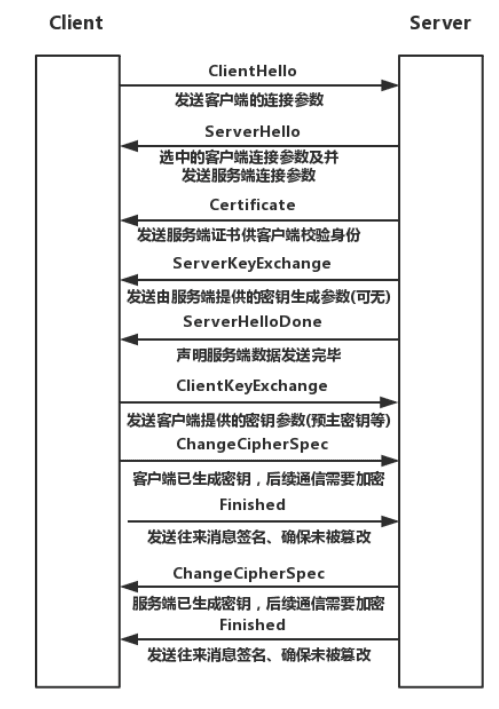 Client
Server
ClientHello
发送客户端的连接参数
ServerHello
选中的客户端连接参数及并
发送服务端连接参数
Certificate
发送服务端证书供客户端校验身份
ServerKeyExchange
发送由服务端提供的密钥生成参数(可无)
ServerHelloDone
声明服务端数据发送完毕
ClientKeyExchange
发送客户端提供的密钥参数(预主密钥等)
ChangeCipherSpec
客户端已生成密钥，后续通信需要加密
Finished
发送往来消息签名、确保未被篡改
ChangeCipherSpec
服务端已生成密钥，后续通信需要加密
Finished
发送往来消息签名、确保未被篡改